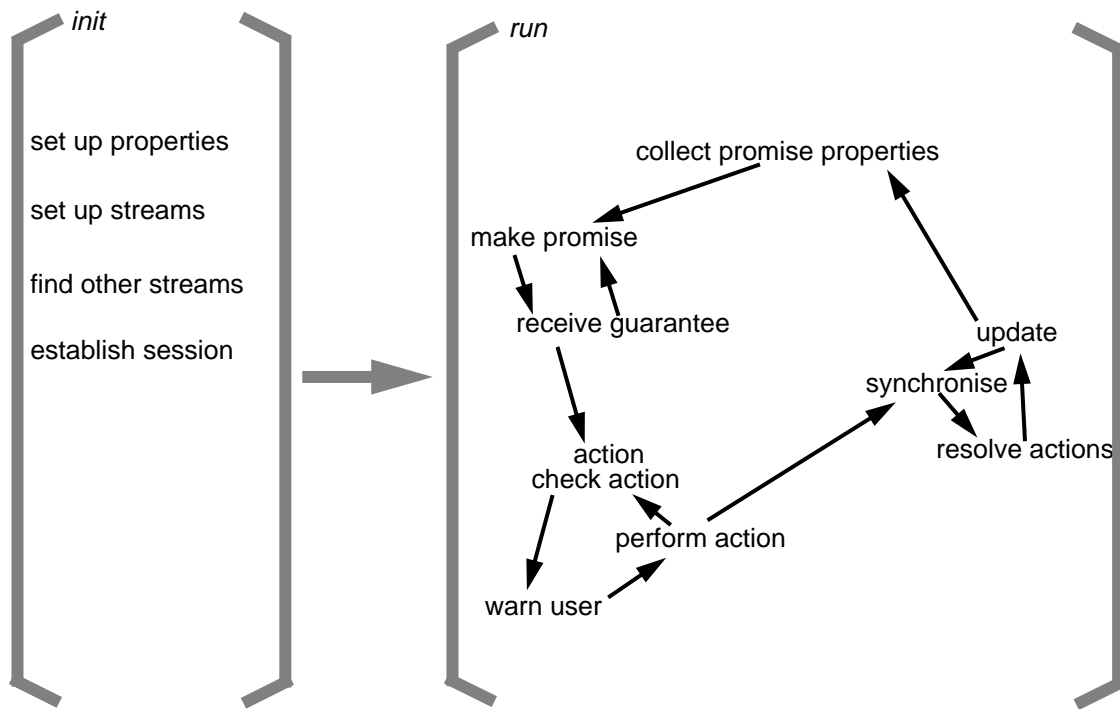 init
set up properties
set up streams
find other streams
establish session
run
collect promise properties
make promise
receive guarantee
update
synchronise
resolve actions
action
check action
perform action
warn user